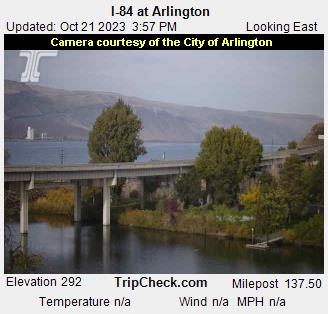 I-84 at Arlington
Updated: Oct 21 2023 3:57 PM Looking East
Camera courtesy of the City of Arlington
Elevation 292 TripCheck.com Milepost 137.50
Temperature n/a Wind n/a MPH n/a